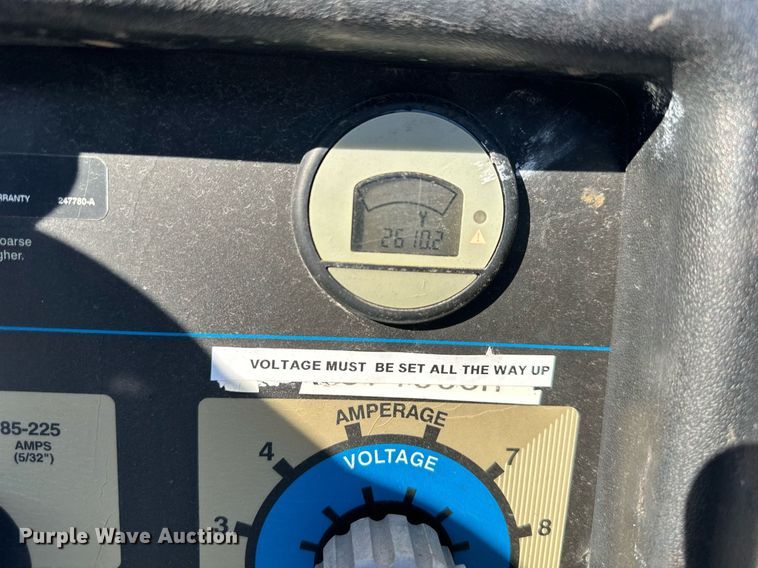 RRANTY 247780-A
oarse
gher.
Y
2610.2
VOLTAGE MUST BE SET ALL THE WAY UP
85-225
AMPS
(5/32")
AMPERAGE
VOLTAGE
4 7
3 8
Purple Wave Auction